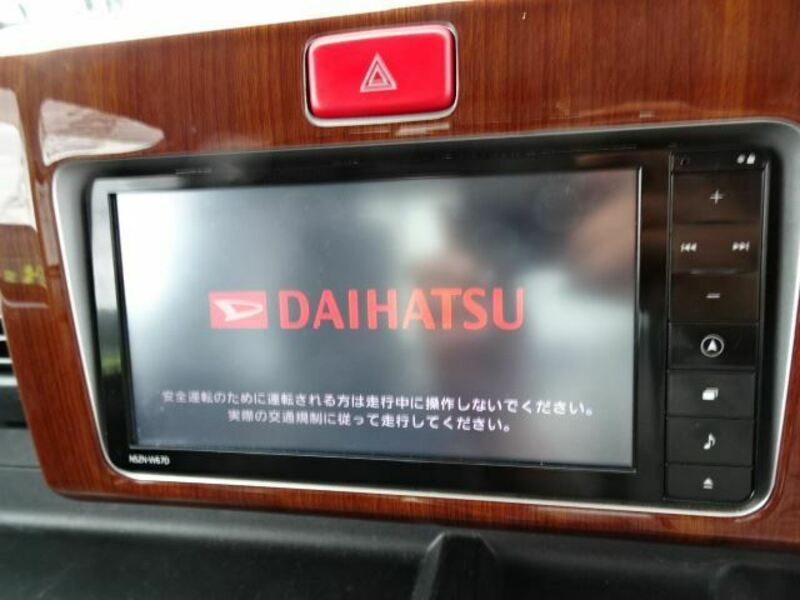 DAIHATSU
安全運転のために運転される方は走行中に操作しないでください。
実際の交通規制に従って走行してください。
NSZN-W67D